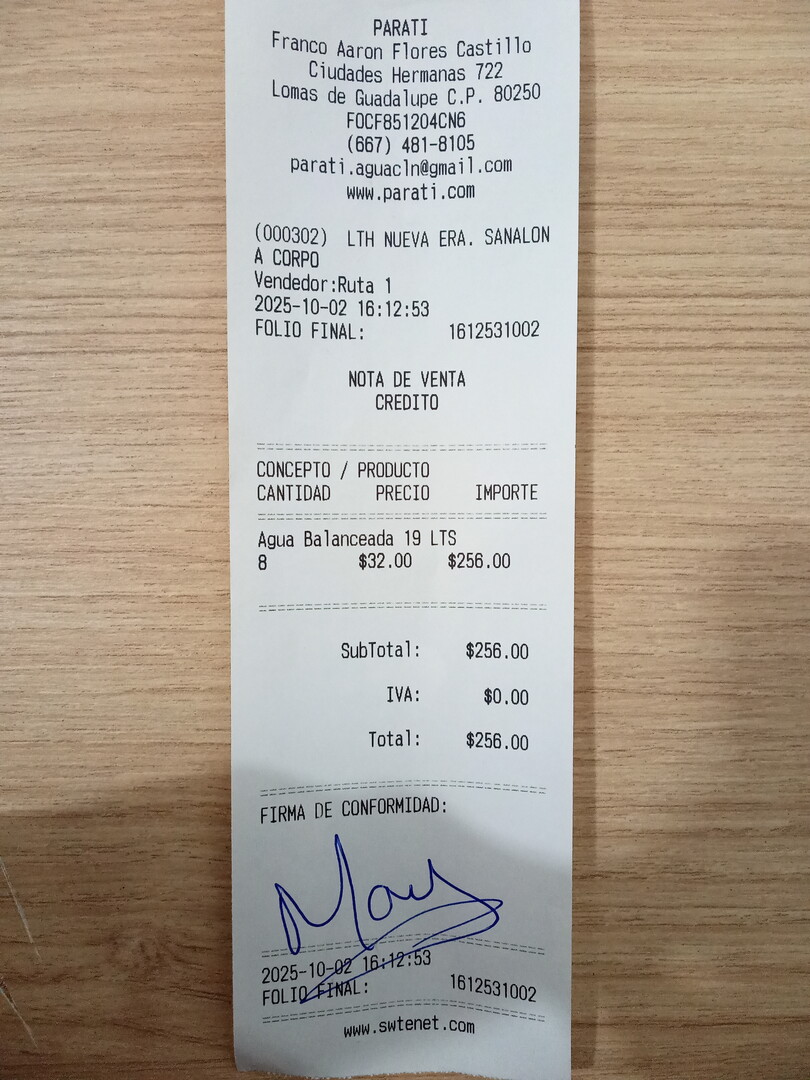 PARATI
Franco Aaron Flores Castillo
Ciudades Hermanas 722
Lomas de Guadalupe C.P. 80250
FOCF851204CN6
(667) 481-8105
parati.aguacln@gmail.com
www.parati.com
(000302) LTH NUEVA ERA. SANALON
A CORPO
Vendedor:Ruta 1
2025-10-02 16:12:53
FOLIO FINAL: 1612531002
NOTA DE VENTA
CREDITO
CONCEPTO / PRODUCTO
CANTIDAD PRECIO IMPORTE
Agua Balanceada 19 LTS
8 $32.00 $256.00
SubTotal: $256.00
IVA: $0.00
Total: $256.00
FIRMA DE CONFORMIDAD:
2025-10-02 16:12:53
FOLIO FINAL: 1612531002
www.swtenet.com